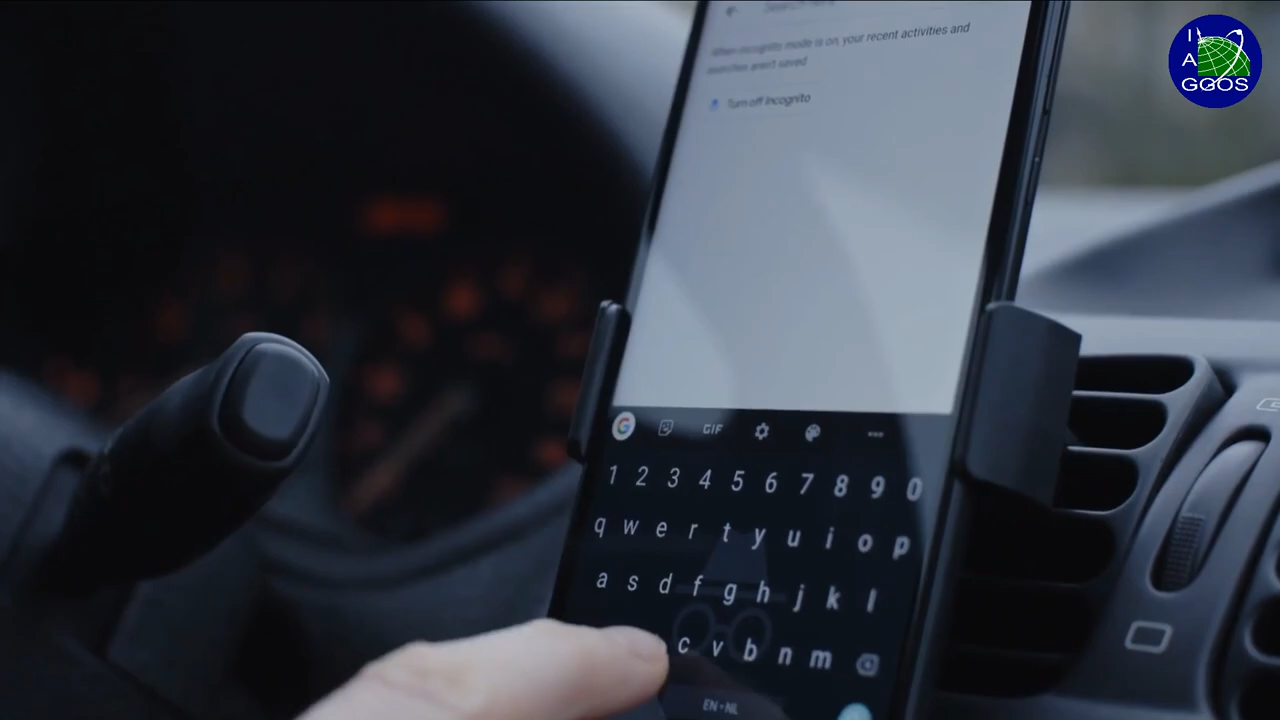 When incognito mode is on, your recent activities and
searches aren't saved
Turn off Incognito
G GIF
1 2 3 4 5 6 7 8 9 0
q w e r t y u i o p
a s d f g h j k l
c v b n m
EN • NL
I
A
GGOS